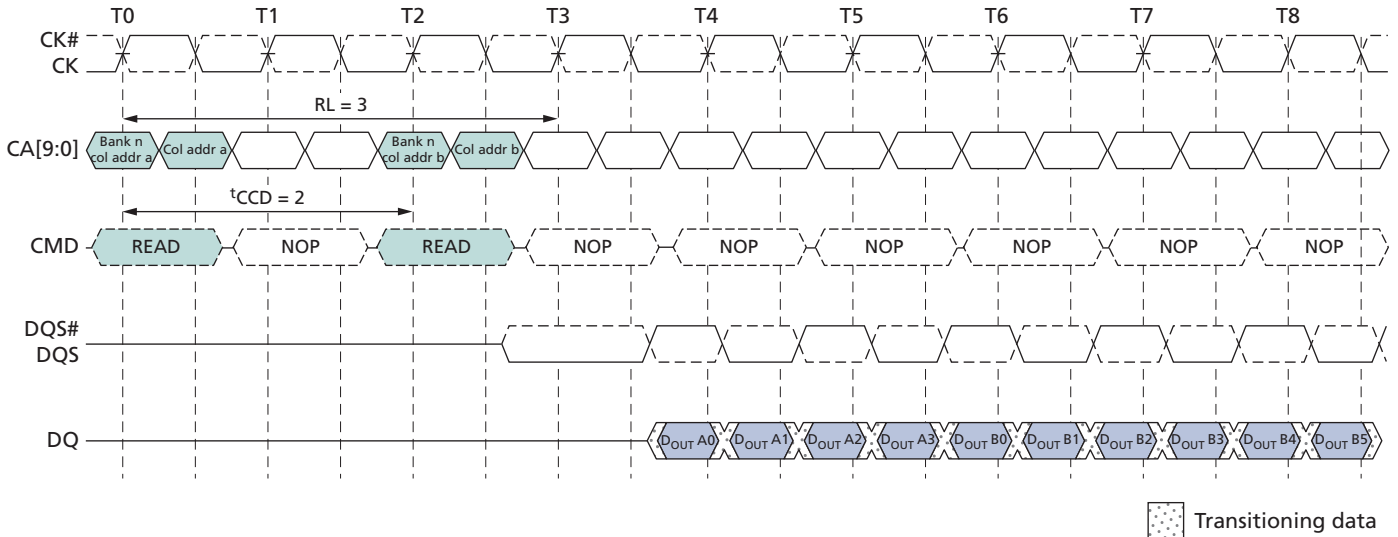 T0 T1 T2 T3 T4 T5 T6 T7 T8
CK#
CK
RL = 3
CA[9:0]
Bank n
col addr a
Col addr a
Bank n
col addr b
Col addr b
tCCD = 2
CMD READ NOP READ NOP NOP NOP NOP NOP NOP
DQS#
DQS
DQ DOUT A0 DOUT A1 DOUT A2 DOUT A3 DOUT B0 DOUT B1 DOUT B2 DOUT B3 DOUT B4 DOUT B5
Transitioning data